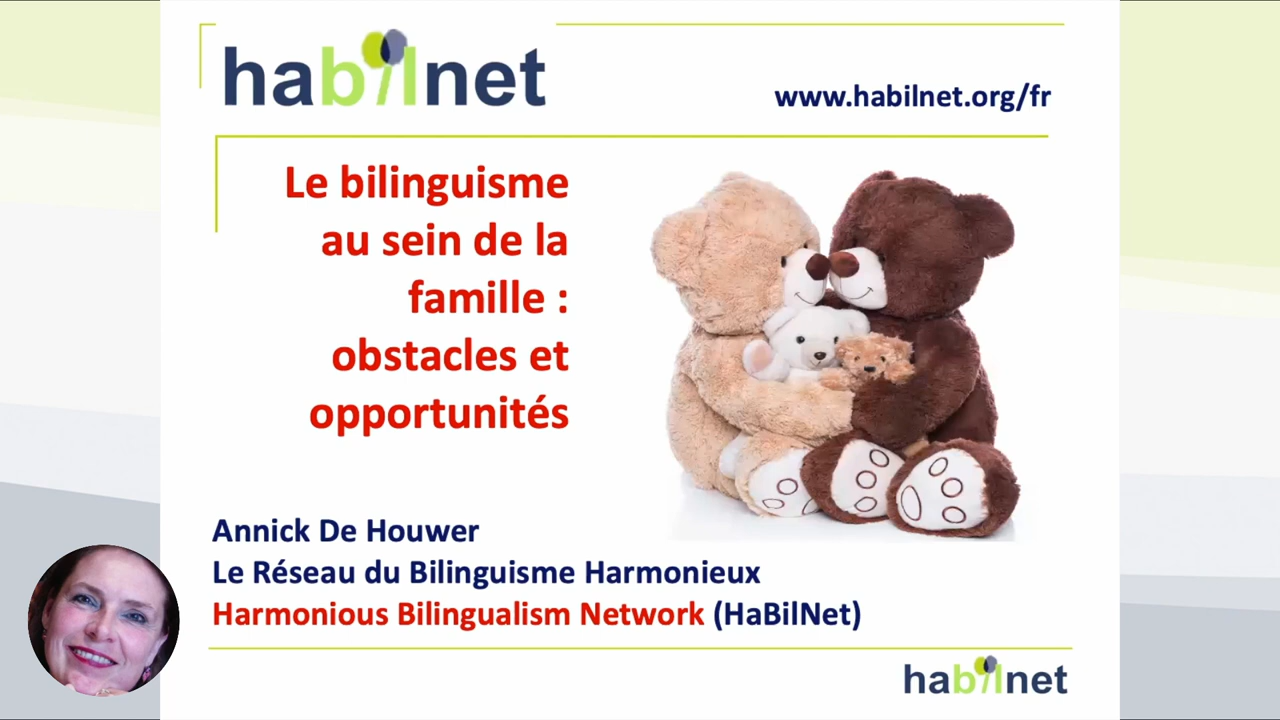 habilnet
www.habilnet.org/fr
Le bilinguisme
au sein de la
famille :
obstacles et
opportunités
Annick De Houwer
Le Réseau du Bilinguisme Harmonieux
Harmonious Bilingualism Network (HaBilNet)
habilnet